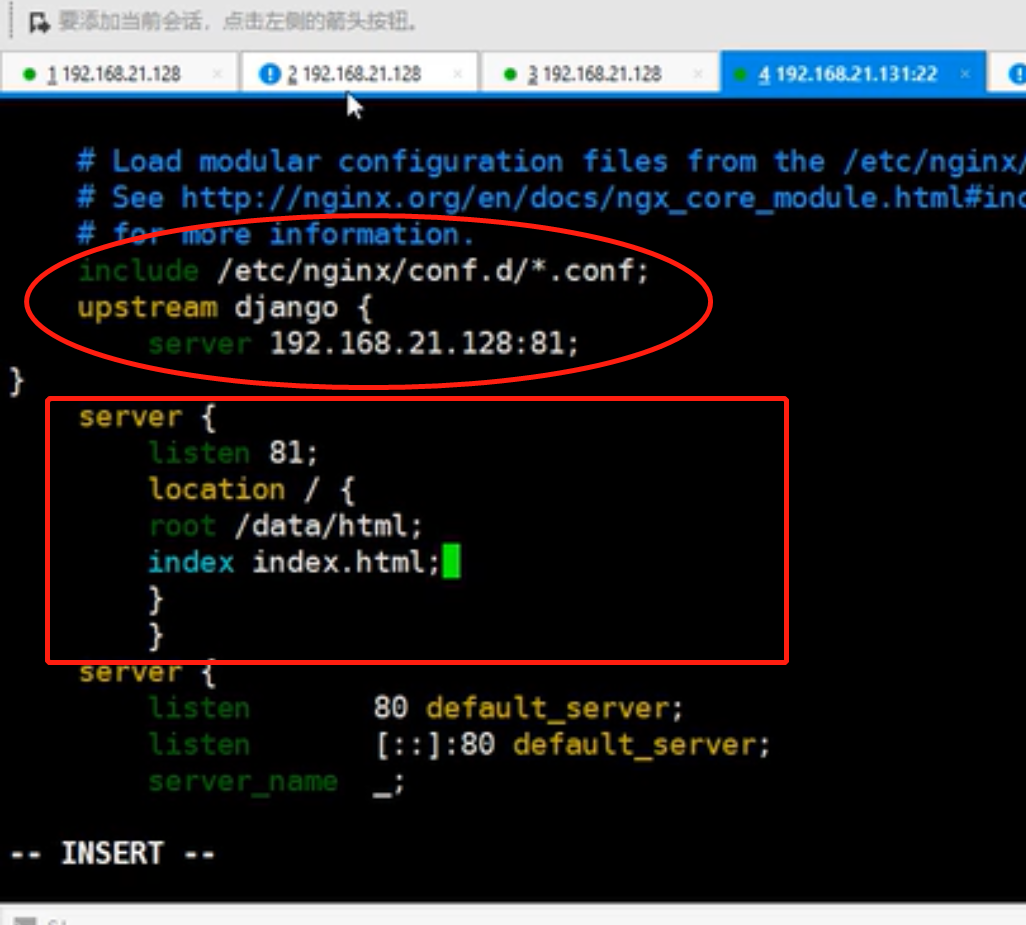 要添加当前会话，点击左侧的箭头按钮。
1 192.168.21.128 × 2 192.168.21.128 × 3 192.168.21.128 × 4 192.168.21.131:22 ×
# Load modular configuration files from the /etc/nginx/
# See http://nginx.org/en/docs/ngx_core_module.html#inc
# for more information.
include /etc/nginx/conf.d/*.conf;
upstream django {
server 192.168.21.128:81;
}
server {
listen 81;
location / {
root /data/html;
index index.html;
}
}
server {
listen 80 default_server;
listen [::]:80 default_server;
server_name _;
-- INSERT --